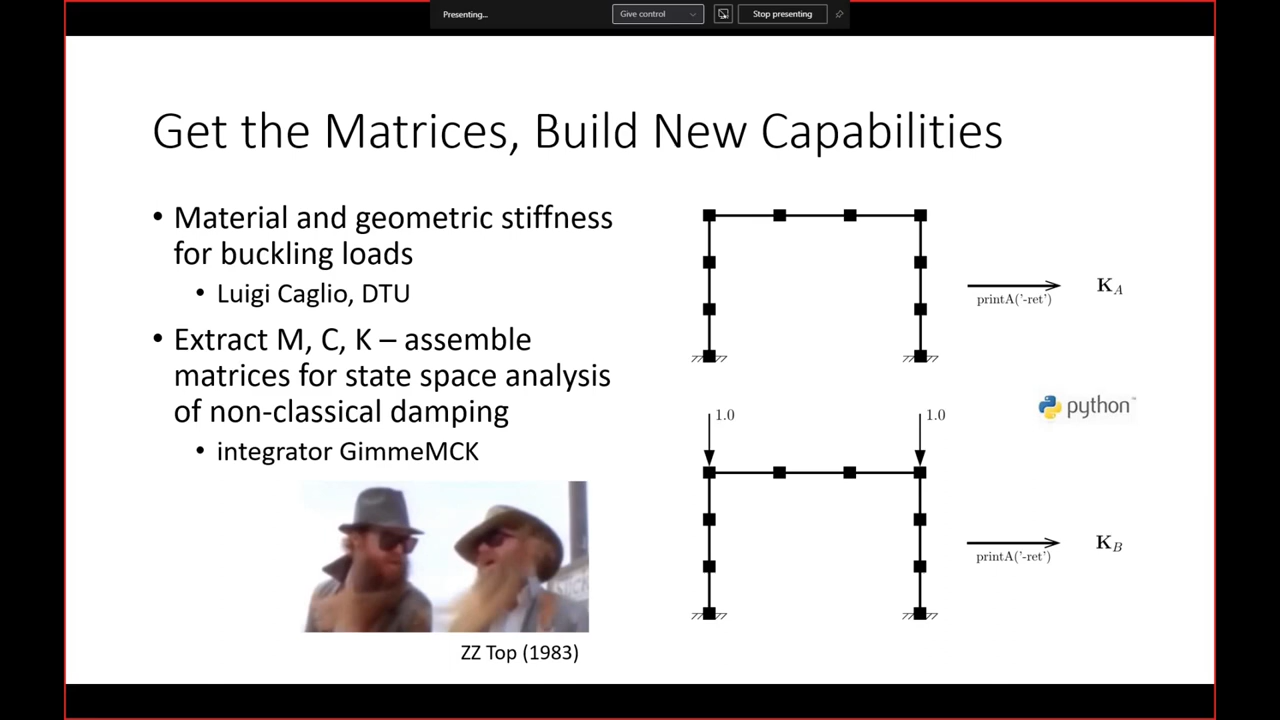 Presenting...
Give control
Stop presenting
Get the Matrices, Build New Capabilities
• Material and geometric stiffness
for buckling loads
• Luigi Caglio, DTU
• Extract M, C, K – assemble
matrices for state space analysis
of non-classical damping
• integrator GimmeMCK
ZZ Top (1983)
printA('-ret')
K_A
python™
1.0
1.0
printA('-ret')
K_B